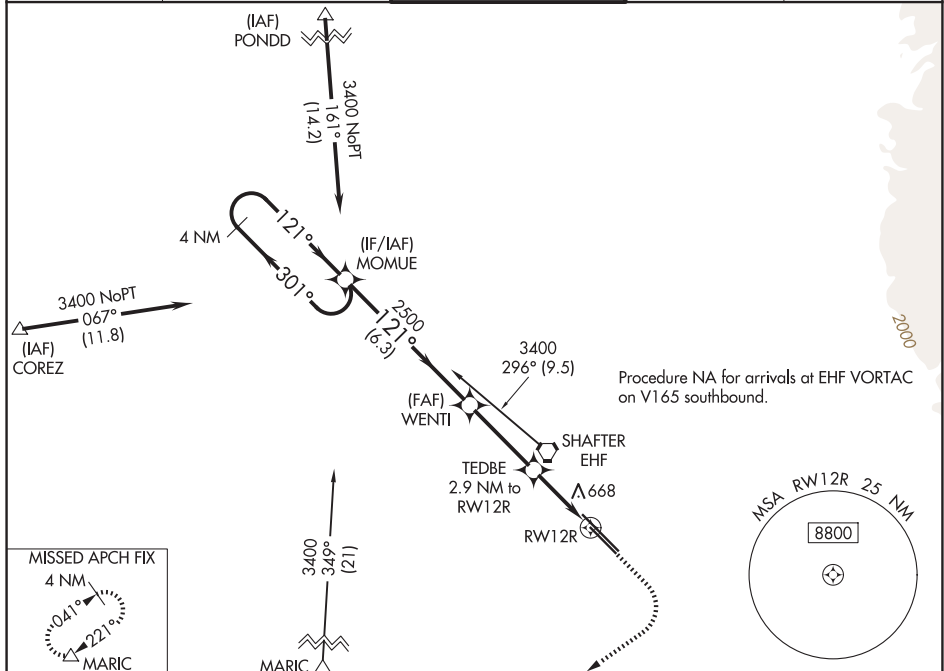 (IAF)
PONDD
3400 NoPT
161°
(14.2)
4 NM
121°
301°
(IF/IAF)
MOMUE
3400 NoPT
067°
(11.8)
(IAF)
COREZ
2500
121°
(6.3)
3400
296° (9.5)
2000
Procedure NA for arrivals at EHF VORTAC
on V165 southbound.
(FAF)
WENTI
SHAFTER
EHF
TEDBE
2.9 NM to
RW12R
668
RW12R
MSA RW12R 25 NM
8800
3400
349°
(21)
MARIC
MISSED APCH FIX
4 NM
041°
221°
MARIC